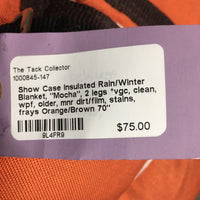 The Tack Collector
1000845-147
Show Case Insulated Rain/Winter
Blanket, "Mocha", 2 legs *vgc, clean,
wpf, older, mnr dirt/film, stains,
frays Orange/Brown 70"
$75.00
9L4FR9